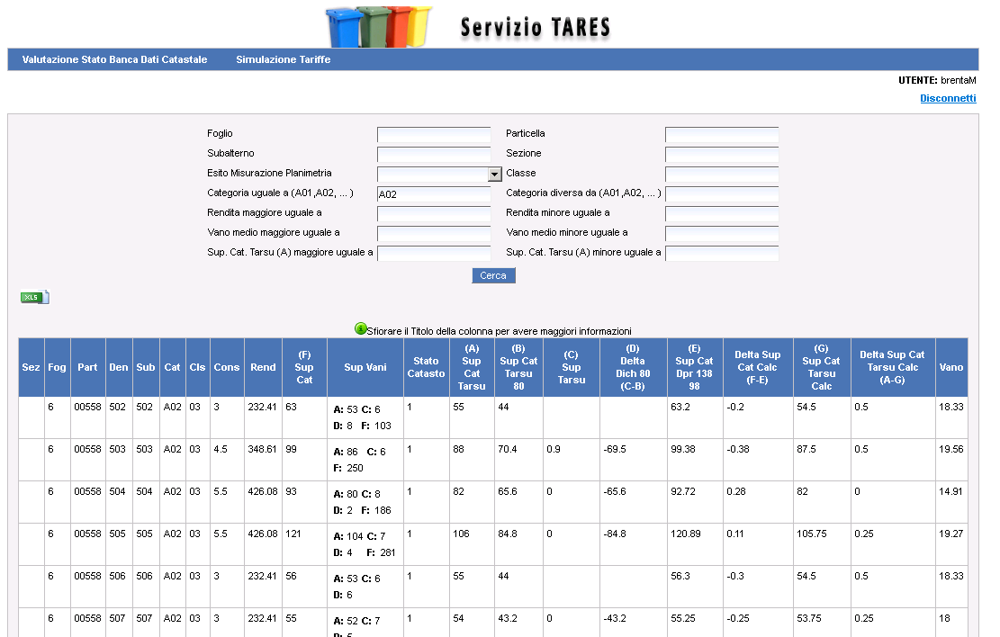 Servizio TARES
Valutazione Stato Banca Dati Catastale Simulazione Tariffe
UTENTE: brentaM
Disconnetti
Foglio Particella
Subalterno Sezione
Esito Misurazione Planimetria Classe
Categoria uguale a (A01,A02, ... ) A02 Categoria diversa da (A01,A02, ... )
Rendita maggiore uguale a Rendita minore uguale a
Vano medio maggiore uguale a Vano medio minore uguale a
Sup. Cat. Tarsu (A) maggiore uguale a Sup. Cat. Tarsu (A) minore uguale a
Cerca
XLS
Sfiorare il Titolo della colonna per avere maggiori informazioni
Sez Fog Part Den Sub Cat Cls Cons Rend (F) Sup Cat Sup Vani Stato Catasto (A) Sup Cat Tarsu (B) Sup Cat Tarsu 80 (C) Sup Tarsu (D) Delta Dich 80 (C-B) (E) Sup Cat Dpr 138 98 Delta Sup Cat Calc (F-E) (G) Sup Cat Tarsu Calc Delta Sup Cat Tarsu Calc (A-G) Vano
6 00558 502 502 A02 03 3 232.41 63 A: 53 C: 6 1 55 44 63.2 -0.2 54.5 0.5 18.33
D: 8 F: 103
6 00558 503 503 A02 03 4.5 348.61 99 A: 86 C: 6 1 88 70.4 0.9 -69.5 99.38 -0.38 87.5 0.5 19.56
F: 250
6 00558 504 504 A02 03 5.5 426.08 93 A: 80 C: 8 1 82 65.6 0 -65.6 92.72 0.28 82 0 14.91
D: 2 F: 186
6 00558 505 505 A02 03 5.5 426.08 121 A: 104 C: 7 1 106 84.8 0 -84.8 120.89 0.11 105.75 0.25 19.27
D: 4 F: 281
6 00558 506 506 A02 03 3 232.41 56 A: 53 C: 6 1 55 44 56.3 -0.3 54.5 0.5 18.33
D: 6
6 00558 507 507 A02 03 3 232.41 55 A: 52 C: 7 1 54 43.2 0 -43.2 55.25 -0.25 53.75 0.25 18